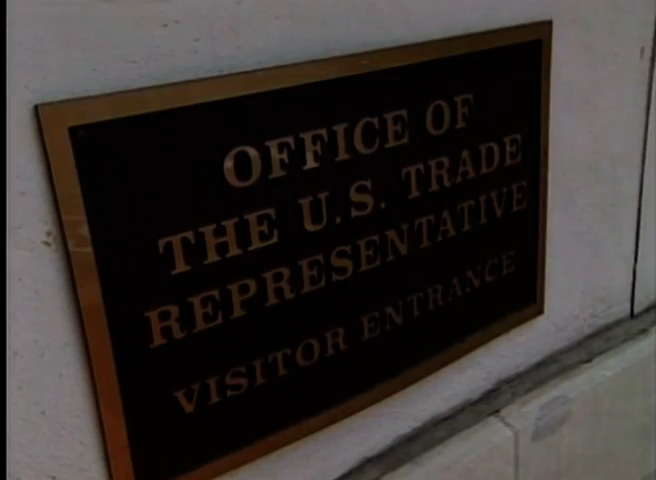 OFFICE OF
THE U.S. TRADE
REPRESENTATIVE
VISITOR ENTRANCE